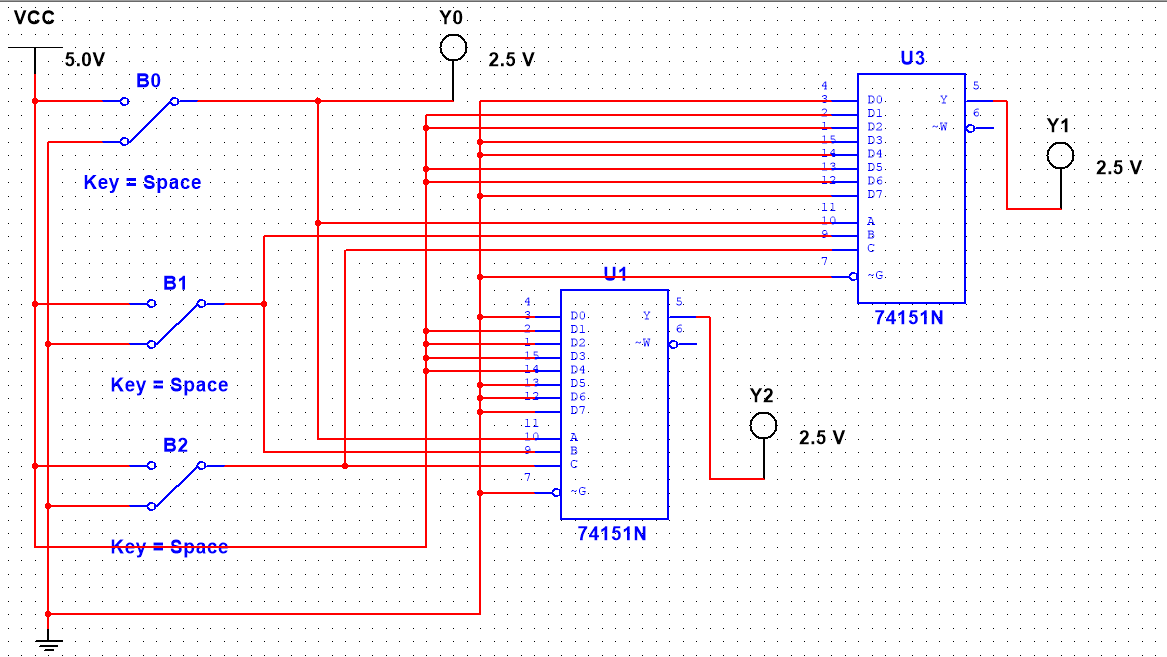 VCC
5.0V
Y0
2.5 V
B0
Key = Space
B1
Key = Space
B2
Key = Space
U3
4
3
2
1
15
14
13
12
11
10
9
7
D0
D1
D2
D3
D4
D5
D6
D7
A
B
C
~G
Y
~W
5
6
74151N
Y1
2.5 V
U1
4
3
2
1
15
14
13
12
11
10
9
7
D0
D1
D2
D3
D4
D5
D6
D7
A
B
C
~G
Y
~W
5
6
74151N
Y2
2.5 V